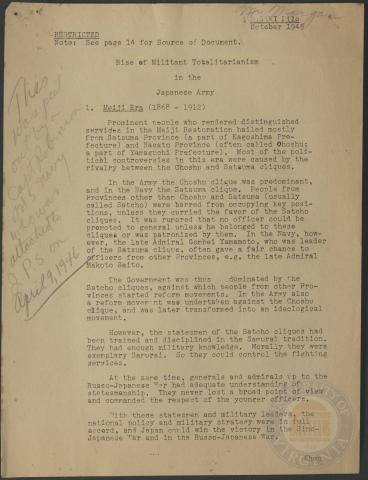 October 1945
RESTRICTED
Note: See page 14 for Source of Document.
Rise of Militant Totalitarianism
in the
Japanese Army
1. Meiji Era (1868 - 1912)
Prominent people who rendered distinguished
services in the Meiji Restoration hailed mostly
from Satsuma Province (a part of Kagoshima Pre-
fecture) and Nagato Province (often called Choshu;
a part of Yamaguchi Prefecture). Most of the pol-
itical controversies in this era were caused by the
rivalry between the Choshu and Satsuma cliques.
In the Army the Choshu clique was predominant,
and in the Navy the Satsuma clique. People from
Provinces other than Choshu and Satsuma (usually
called Satcho) were barred from occupying key posi-
tions, unless they curried the favor of the Satcho
cliques. It was rumored that no officer could be
promoted to general unless he belonged to these
cliques or was patronized by them. In the Navy, how-
ever, the late Admiral Gombei Yamamoto, who was leader
of the Satsuma clique, often gave a fair chance to
officers from other Provinces, e.g. the late Admiral
Makoto Saito.
The Government was thus dominated by the
Satcho cliques, against which people from other Pro-
vinces started reform movements. In the Army also
a reform movement was undertaken against the Choshu
clique, and was later transformed into an ideological
movement.
However, the statesmen of the Satcho cliques had
been trained and disciplined in the Samurai tradition.
They had enough military knowledge. Morally they were
exemplary Samurai. So they could control the fighting
services.
At the same time, generals and admirals up to the
Russo-Japanese War had adequate understanding of
statesmanship. They never lost a broad point of view
and commanded the respect of the younger officers.
With these statesmen and military leaders, the
national policy and military strategy were in full
accord, and Japan could win the victory in the Sino-
Japanese War and in the Russo-Japanese War.
When
This
was
by a
April 9, 1946